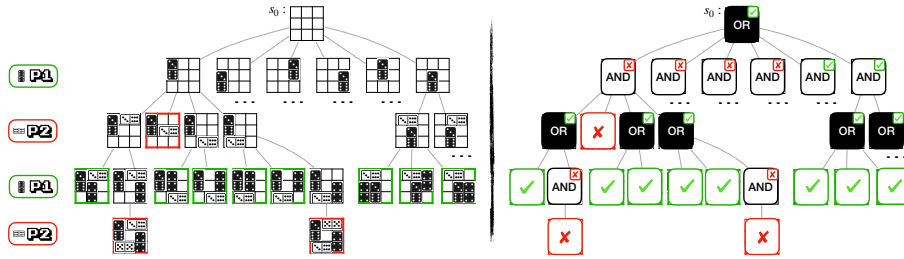 s₀ :
s₀ :
OR
P1
AND
AND
AND
AND
AND
AND
... ... ...
... ... ...
P2
OR
OR
OR
OR
OR
...
...
P1
AND
AND
P2